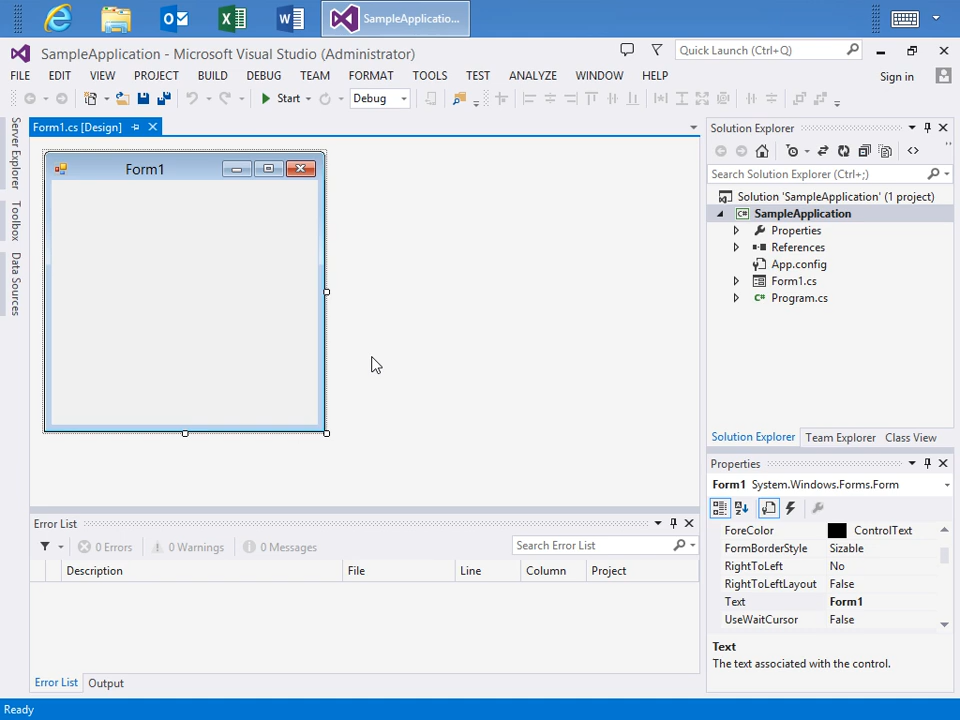 SampleApplicatio...
SampleApplication - Microsoft Visual Studio (Administrator)
Quick Launch (Ctrl+Q)
FILE EDIT VIEW PROJECT BUILD DEBUG TEAM FORMAT TOOLS TEST ANALYZE WINDOW HELP
Sign in
Start
Debug
Server Explorer
Toolbox
Data Sources
Form1.cs [Design]
Form1
Solution Explorer
Search Solution Explorer (Ctrl+;)
Solution 'SampleApplication' (1 project)
SampleApplication
Properties
References
App.config
Form1.cs
Program.cs
Solution Explorer Team Explorer Class View
Properties
Form1 System.Windows.Forms.Form
ForeColor ControlText
FormBorderStyle Sizable
RightToLeft No
RightToLeftLayout False
Text Form1
UseWaitCursor False
Text
The text associated with the control.
Error List
0 Errors 0 Warnings 0 Messages
Search Error List
Description File Line Column Project
Error List Output
Ready